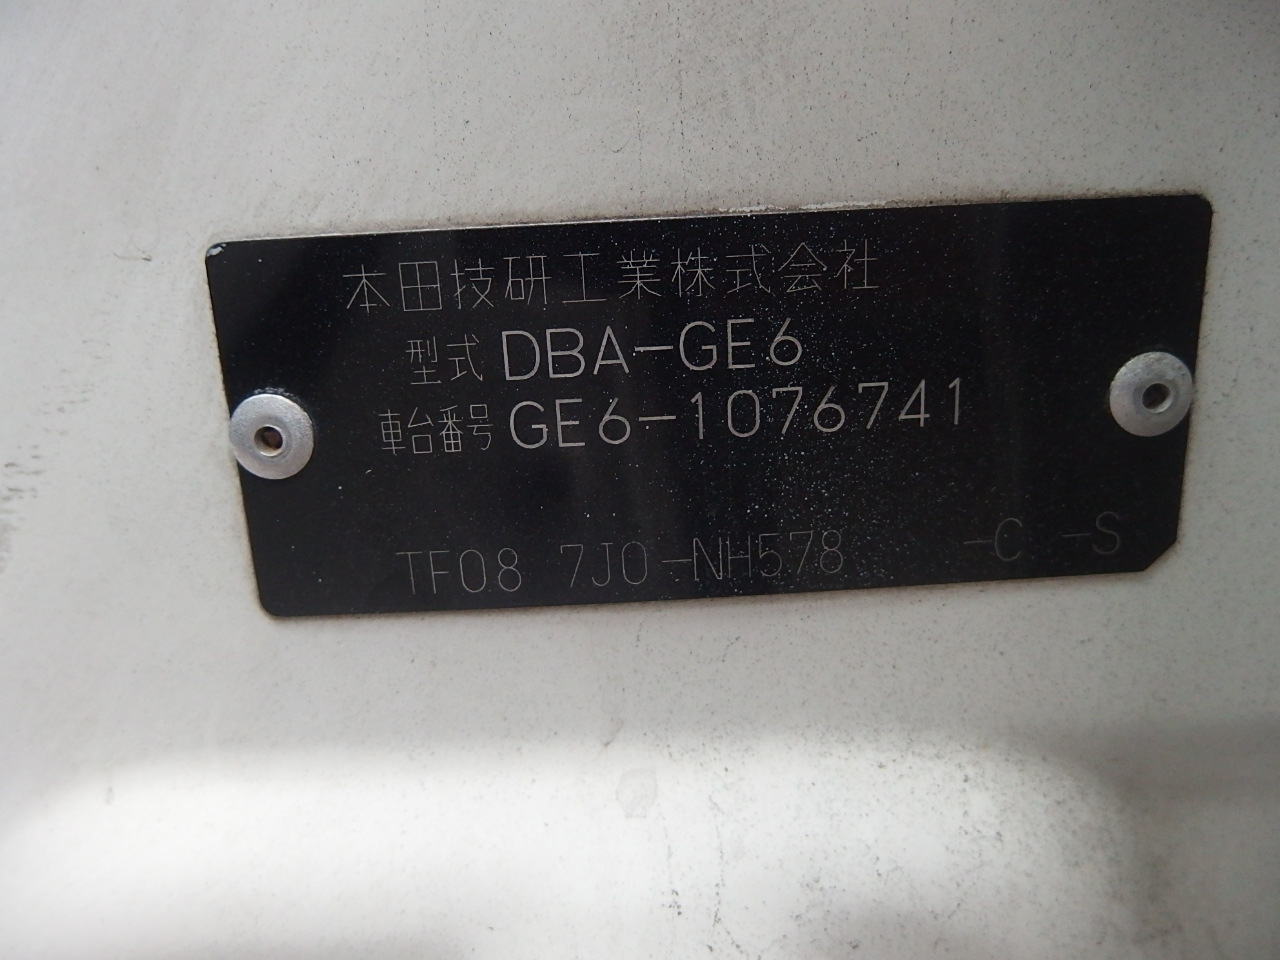 本田技研工業株式会社
型式 DBA-GE6
車台番号 GE6-1076741
TF08 7J0-NH578 -C -S